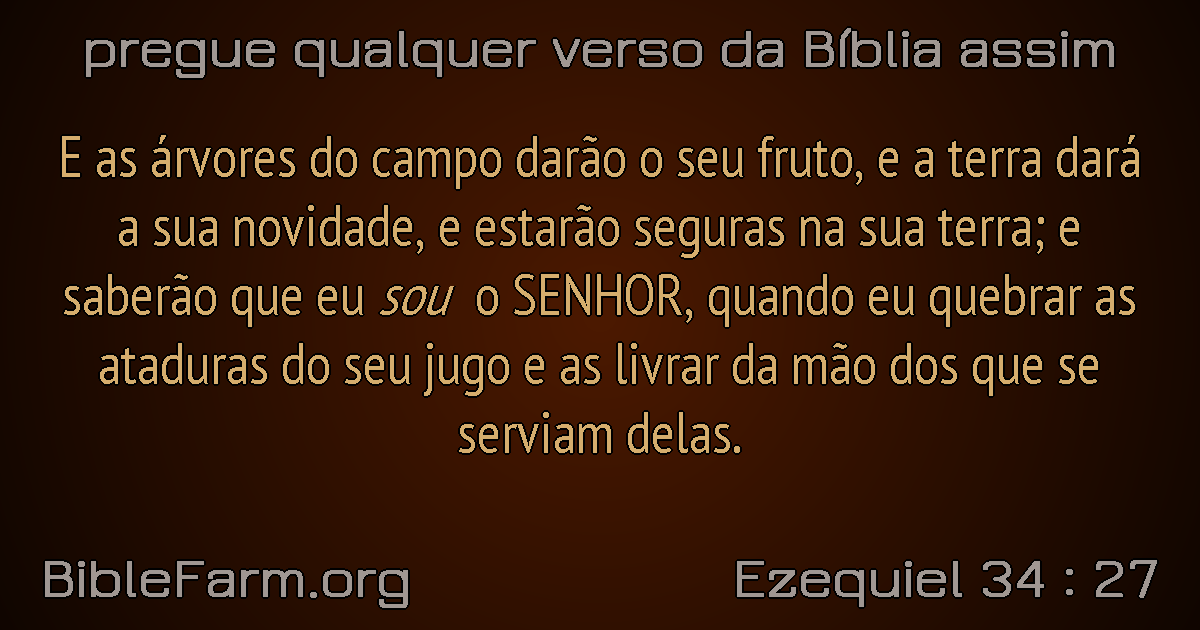 pregue qualquer verso da Bíblia assim
E as árvores do campo darão o seu fruto, e a terra dará
a sua novidade, e estarão seguras na sua terra; e
saberão que eu sou o SENHOR, quando eu quebrar as
ataduras do seu jugo e as livrar da mão dos que se
serviam delas.
BibleFarm.org
Ezequiel 34 : 27